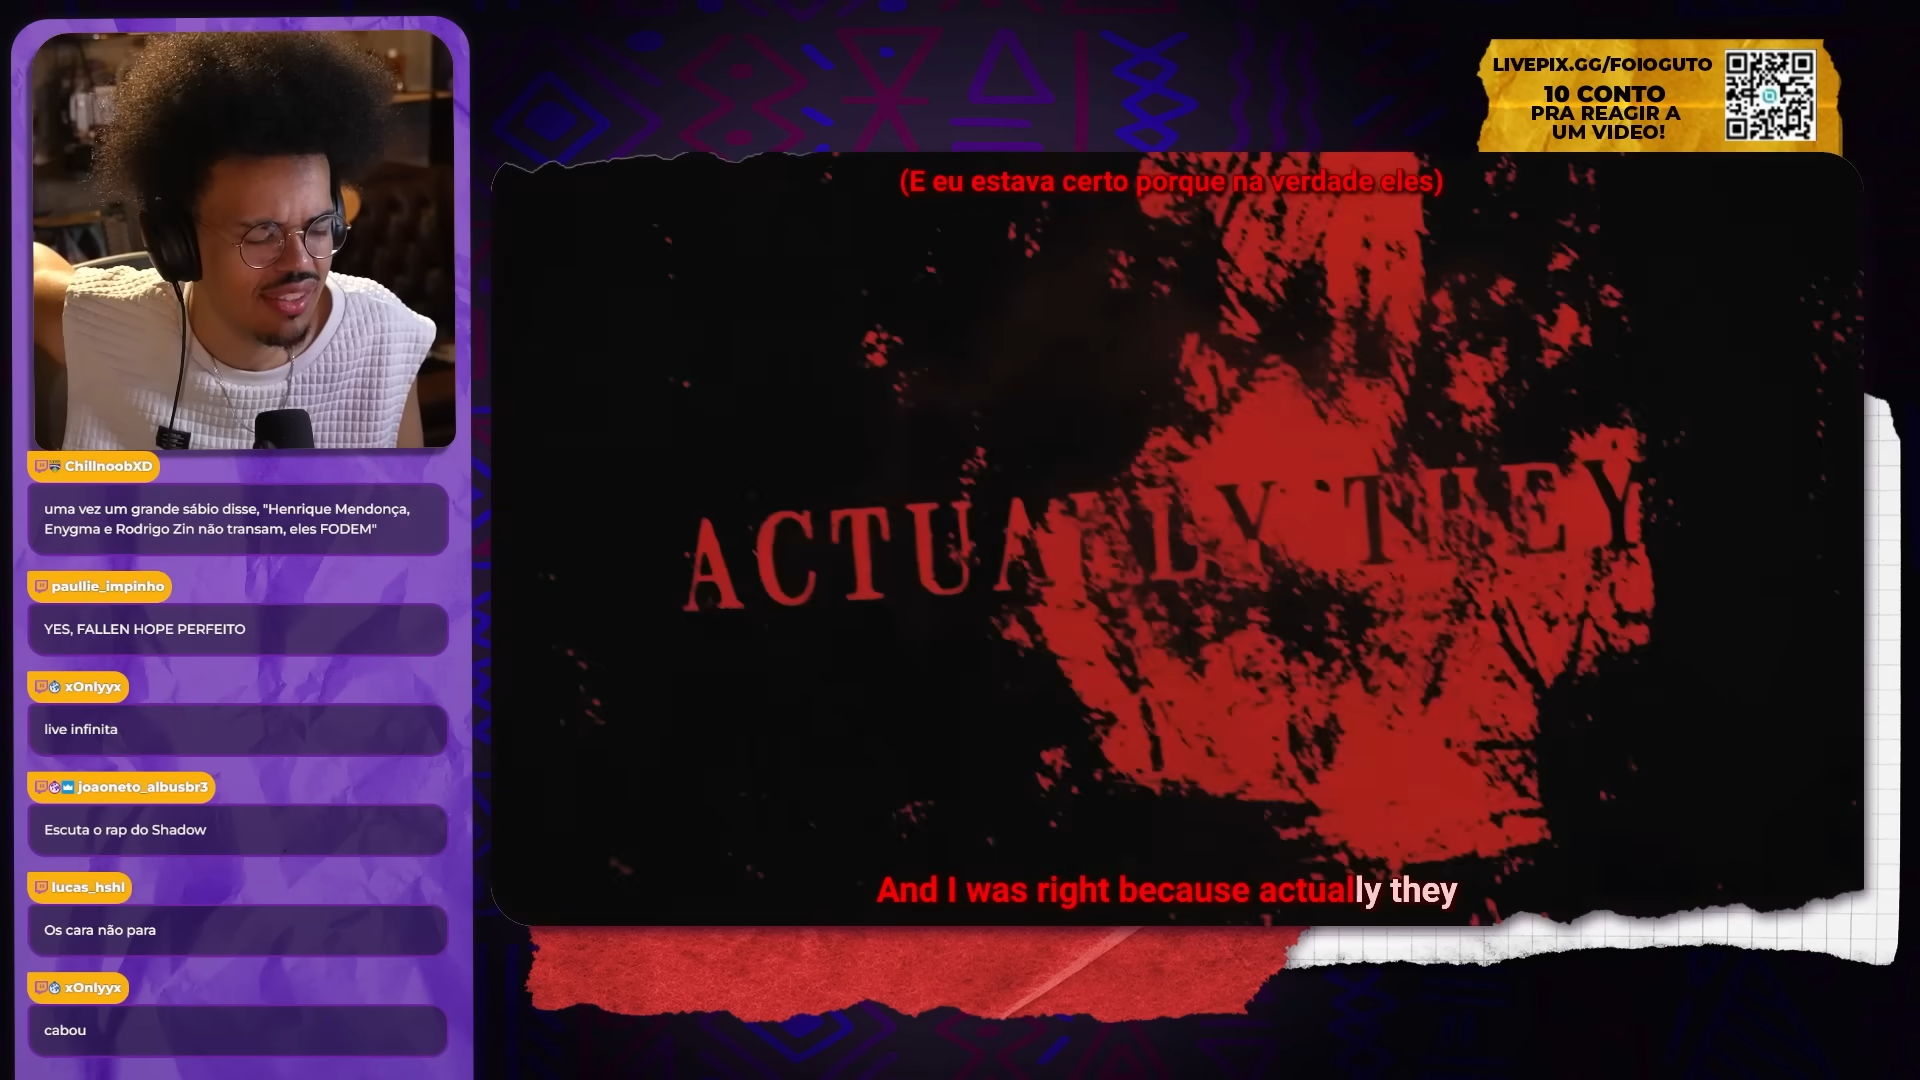 LIVEPIX.GG/FOIOGUTO
10 CONTO
PRA REAGIR A
UM VIDEO!
(E eu estava certo porque na verdade eles)
ACTUALLY THEY
And I was right because actually they
ChillnoobXD
uma vez um grande sábio disse, "Henrique Mendonça,
Enygma e Rodrigo Zin não transam, eles FODEM"
paullie_impinho
YES, FALLEN HOPE PERFEITO
xOnlyyx
live infinita
joaoneto_albusbr3
Escuta o rap do Shadow
lucas_hshl
Os cara não para
xOnlyyx
cabou